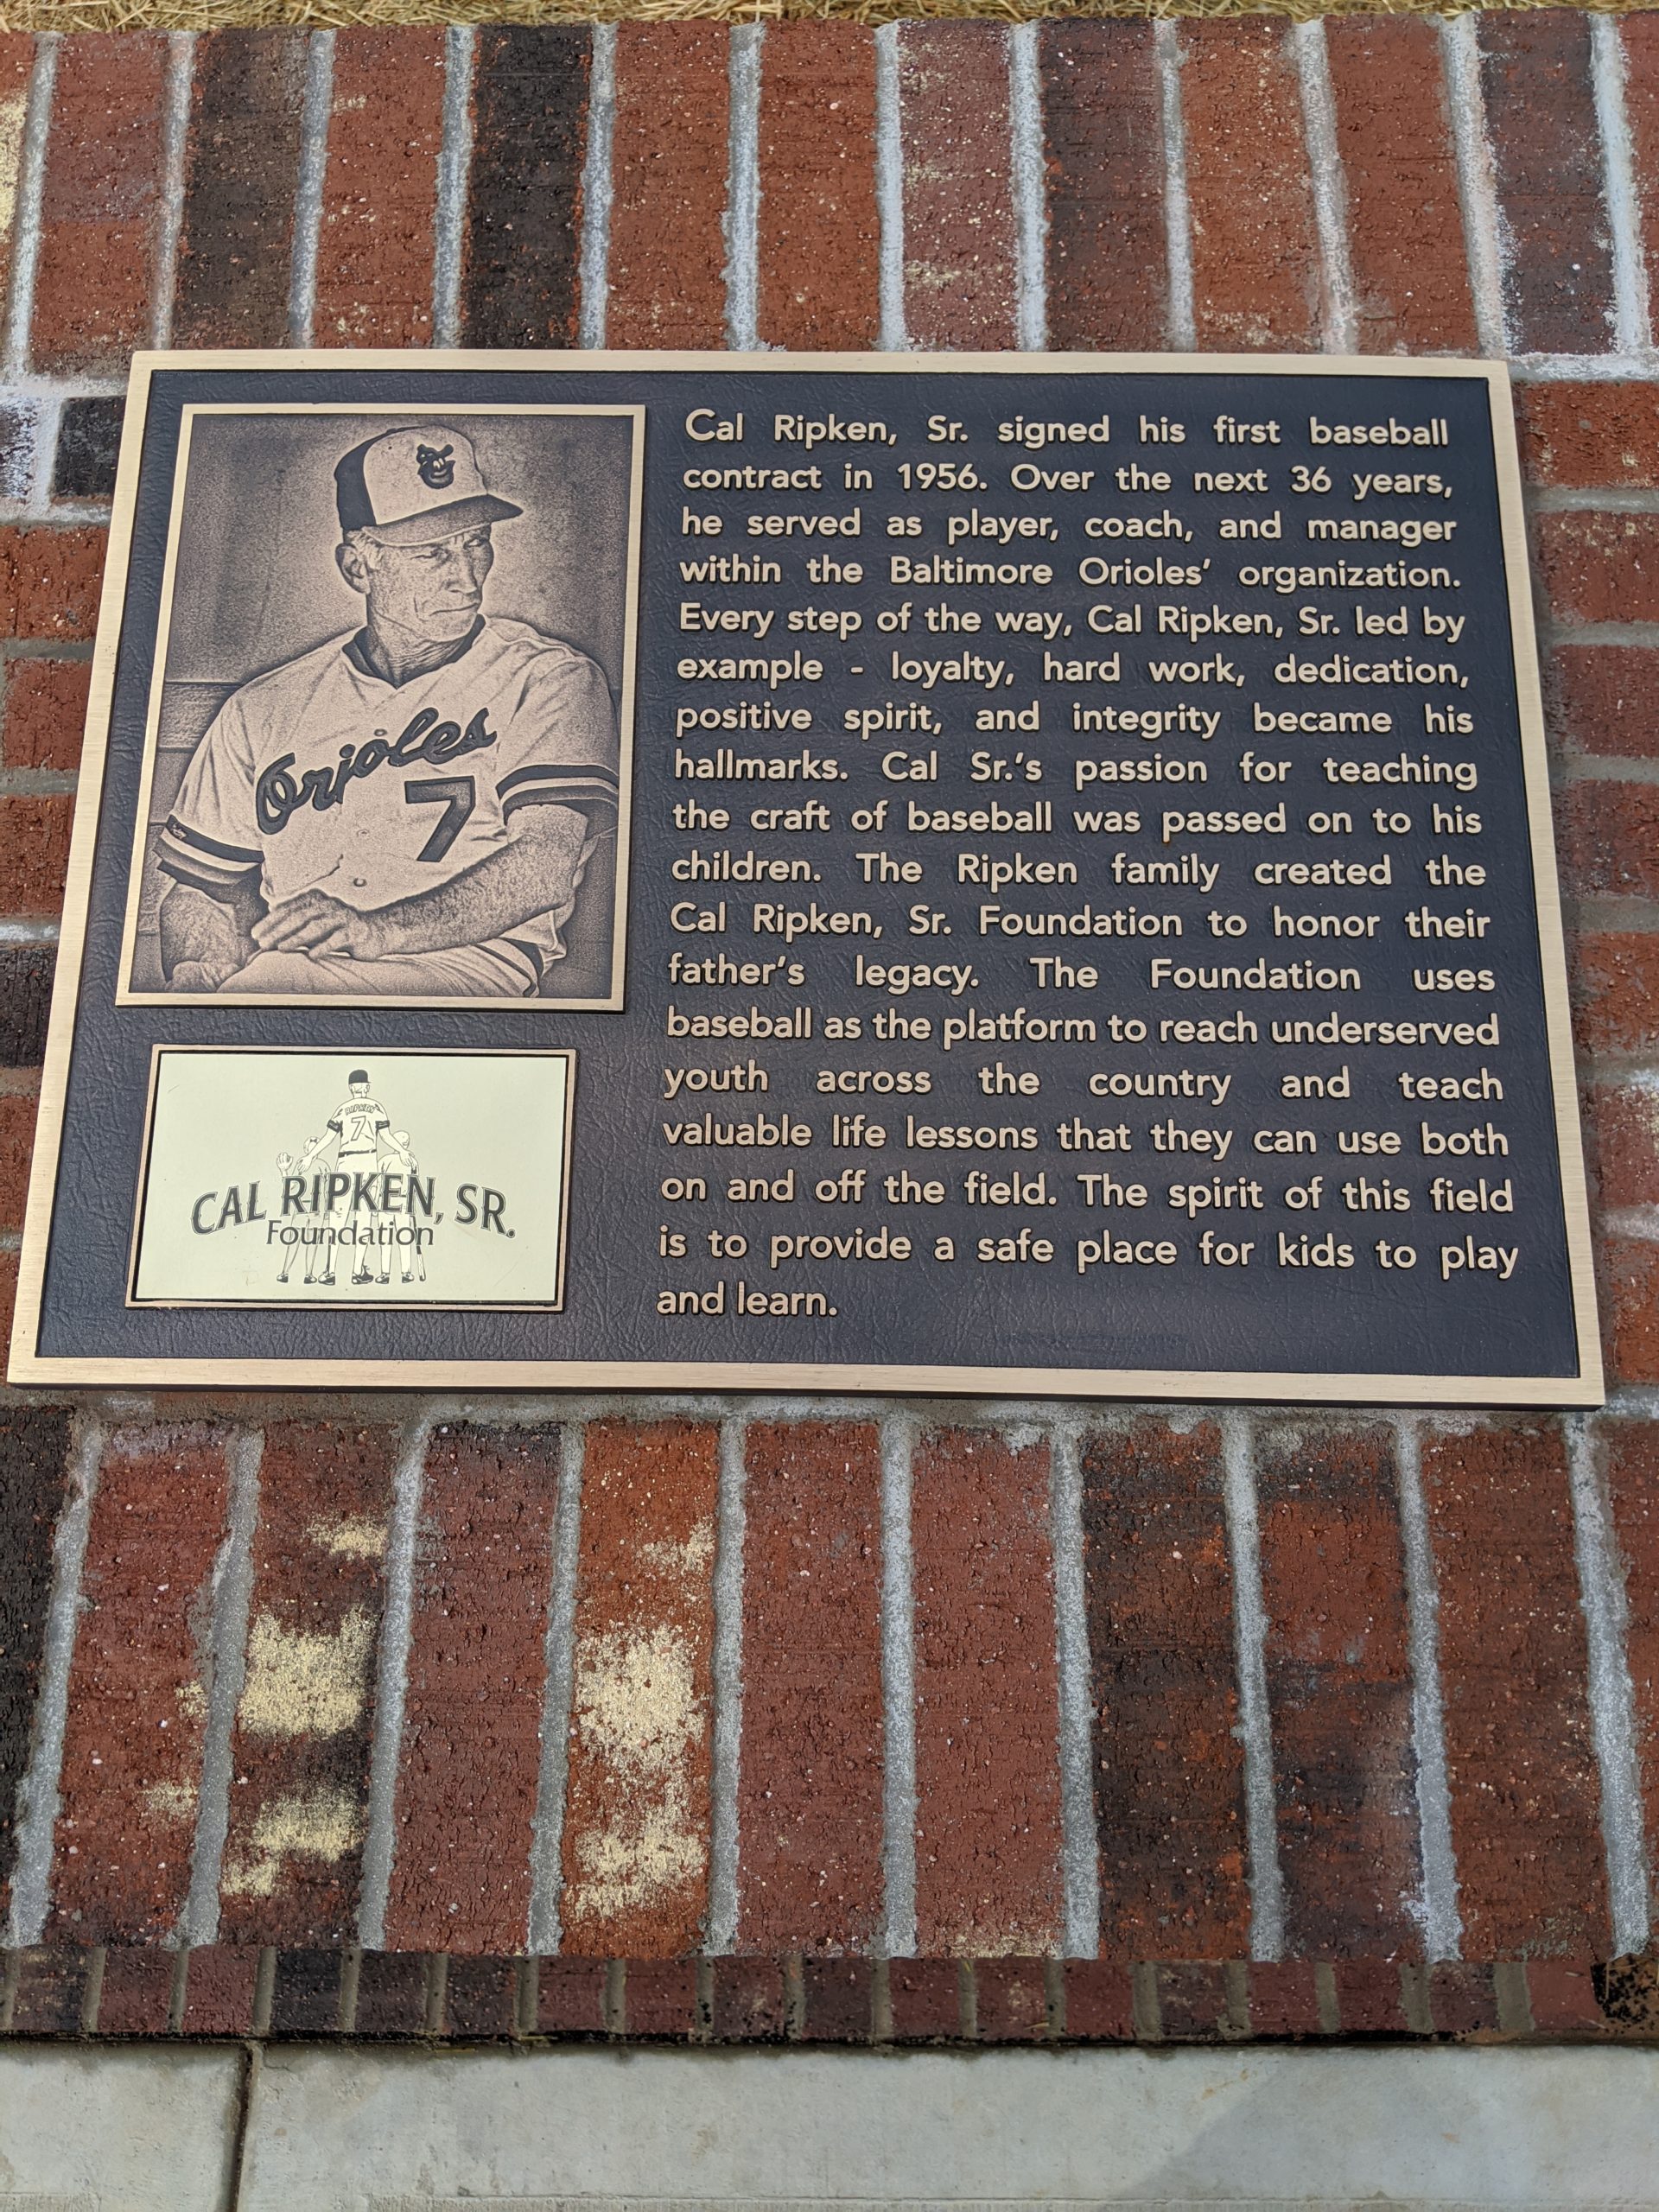 Cal Ripken, Sr. signed his first baseball
contract in 1956. Over the next 36 years,
he served as player, coach, and manager
within the Baltimore Orioles' organization.
Every step of the way, Cal Ripken, Sr. led by
example - loyalty, hard work, dedication,
positive spirit, and integrity became his
hallmarks. Cal Sr.'s passion for teaching
the craft of baseball was passed on to his
children. The Ripken family created the
Cal Ripken, Sr. Foundation to honor their
father's legacy. The Foundation uses
baseball as the platform to reach underserved
youth across the country and teach
valuable life lessons that they can use both
on and off the field. The spirit of this field
is to provide a safe place for kids to play
and learn.
Orioles
7
RIPKEN
7
CAL RIPKEN, SR.
Foundation